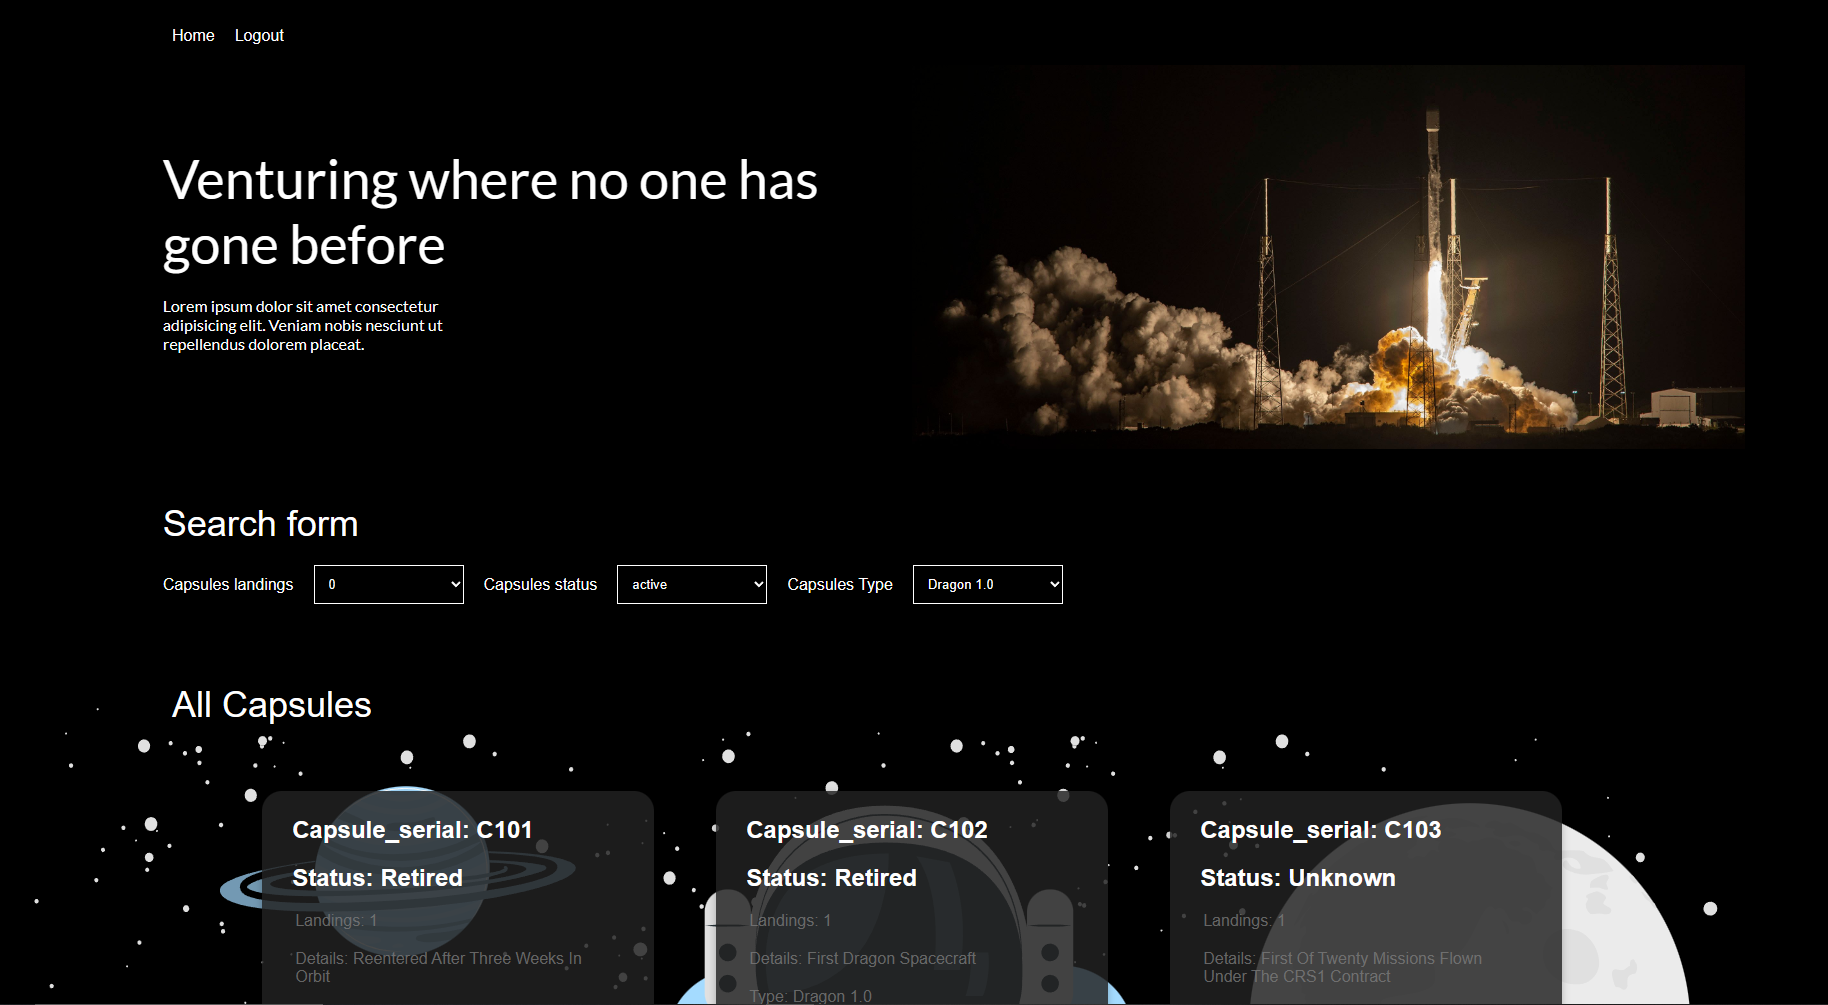 Home Logout
Venturing where no one has
gone before
Lorem ipsum dolor sit amet consectetur
adipisicing elit. Veniam nobis nesciunt ut
repellendus dolorem placeat.
Search form
Capsules landings 0 Capsules status active Capsules Type Dragon 1.0
All Capsules
Capsule_serial: C101
Status: Retired
Landings: 1
Details: Reentered After Three Weeks In
Orbit
Capsule_serial: C102
Status: Retired
Landings: 1
Details: First Dragon Spacecraft
Type: Dragon 1.0
Capsule_serial: C103
Status: Unknown
Landings: 1
Details: First Of Twenty Missions Flown
Under The CRS1 Contract